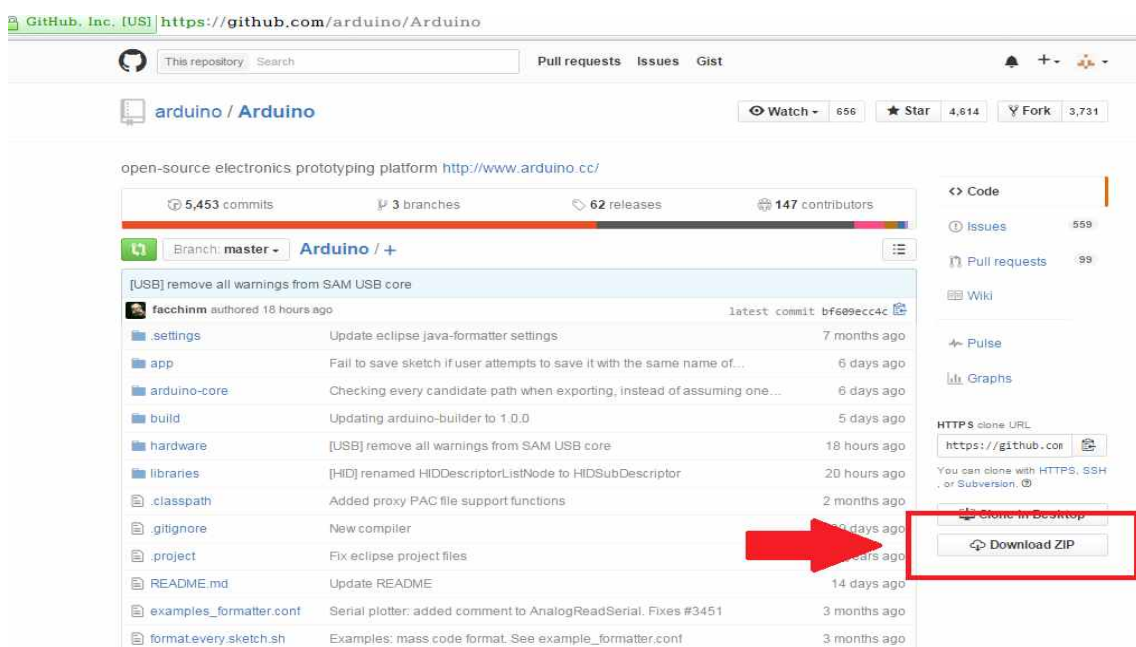 GitHub, Inc. [US] https://github.com/arduino/Arduino
This repository Search Pull requests Issues Gist
arduino / Arduino
Watch 656 Star 4,614 Fork 3,731
open-source electronics prototyping platform http://www.arduino.cc/
5,453 commits 3 branches 62 releases 147 contributors
Branch: master Arduino / +
[USB] remove all warnings from SAM USB core
facchinm authored 18 hours ago latest commit bf609ecc4c
.settings Update eclipse java-formatter settings 7 months ago
app Fail to save sketch if user attempts to save it with the same name of... 6 days ago
arduino-core Checking every candidate path when exporting, instead of assuming one... 6 days ago
build Updating arduino-builder to 1.0.0 5 days ago
hardware [USB] remove all warnings from SAM USB core 18 hours ago
libraries [HID] renamed HIDDescriptorListNode to HIDSubDescriptor 20 hours ago
.classpath Added proxy PAC file support functions 2 months ago
.gitignore New compiler days ago
.project Fix eclipse project files ago
README.md Update README 14 days ago
examples_formatter.conf Serial plotter: added comment to AnalogReadSerial. Fixes #3451 3 months ago
format.every.sketch.sh Examples: mass code format. See example_formatter.conf 3 months ago
<> Code
Issues 559
Pull requests 99
Wiki
Pulse
Graphs
HTTPS clone URL
https://github.com
You can clone with HTTPS, SSH
, or Subversion.
Clone in Desktop
Download ZIP